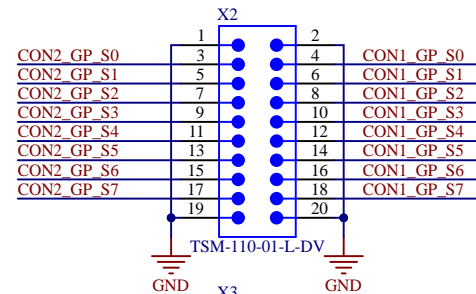 X2
1 2
CON2_GP_S0 3 4 CON1_GP_S0
CON2_GP_S1 5 6 CON1_GP_S1
CON2_GP_S2 7 8 CON1_GP_S2
CON2_GP_S3 9 10 CON1_GP_S3
CON2_GP_S4 11 12 CON1_GP_S4
CON2_GP_S5 13 14 CON1_GP_S5
CON2_GP_S6 15 16 CON1_GP_S6
CON2_GP_S7 17 18 CON1_GP_S7
19 20
TSM-110-01-L-DV
GND X3 GND